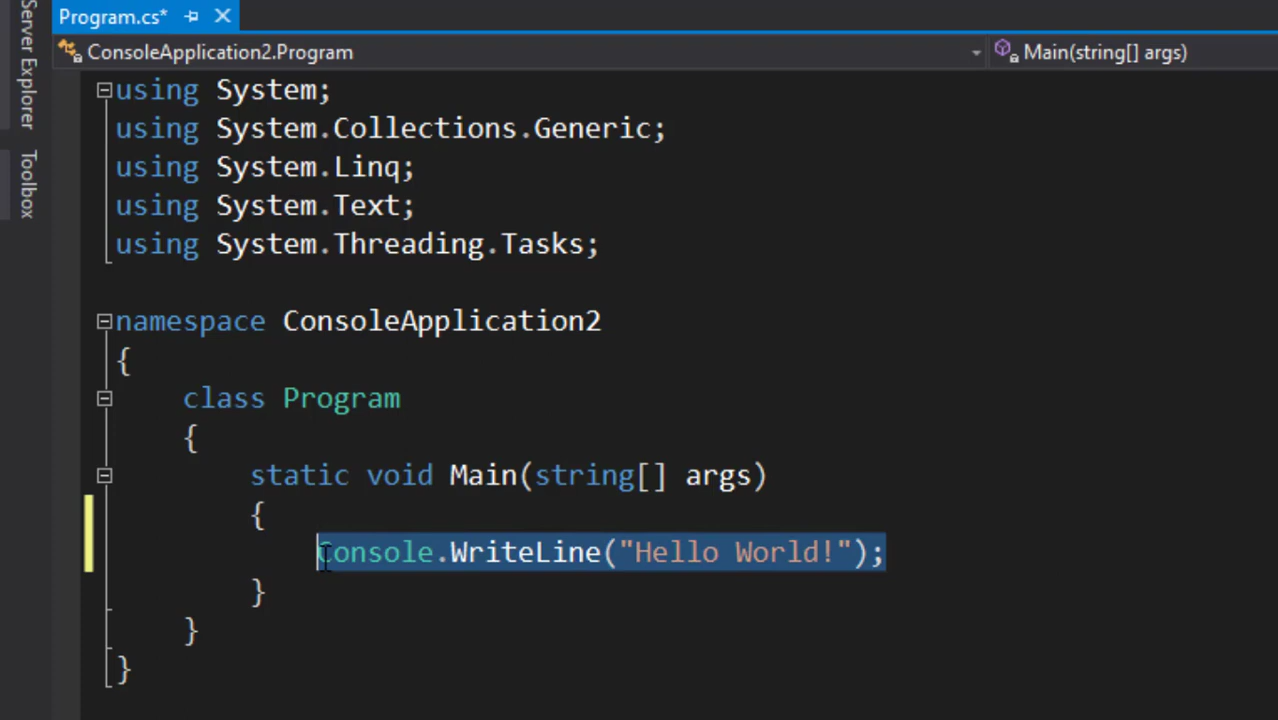 Program.cs*
Server Explorer
Toolbox
ConsoleApplication2.Program
Main(string[] args)
using System;
using System.Collections.Generic;
using System.Linq;
using System.Text;
using System.Threading.Tasks;
namespace ConsoleApplication2
{
class Program
{
static void Main(string[] args)
{
Console.WriteLine("Hello World!");
}
}
}